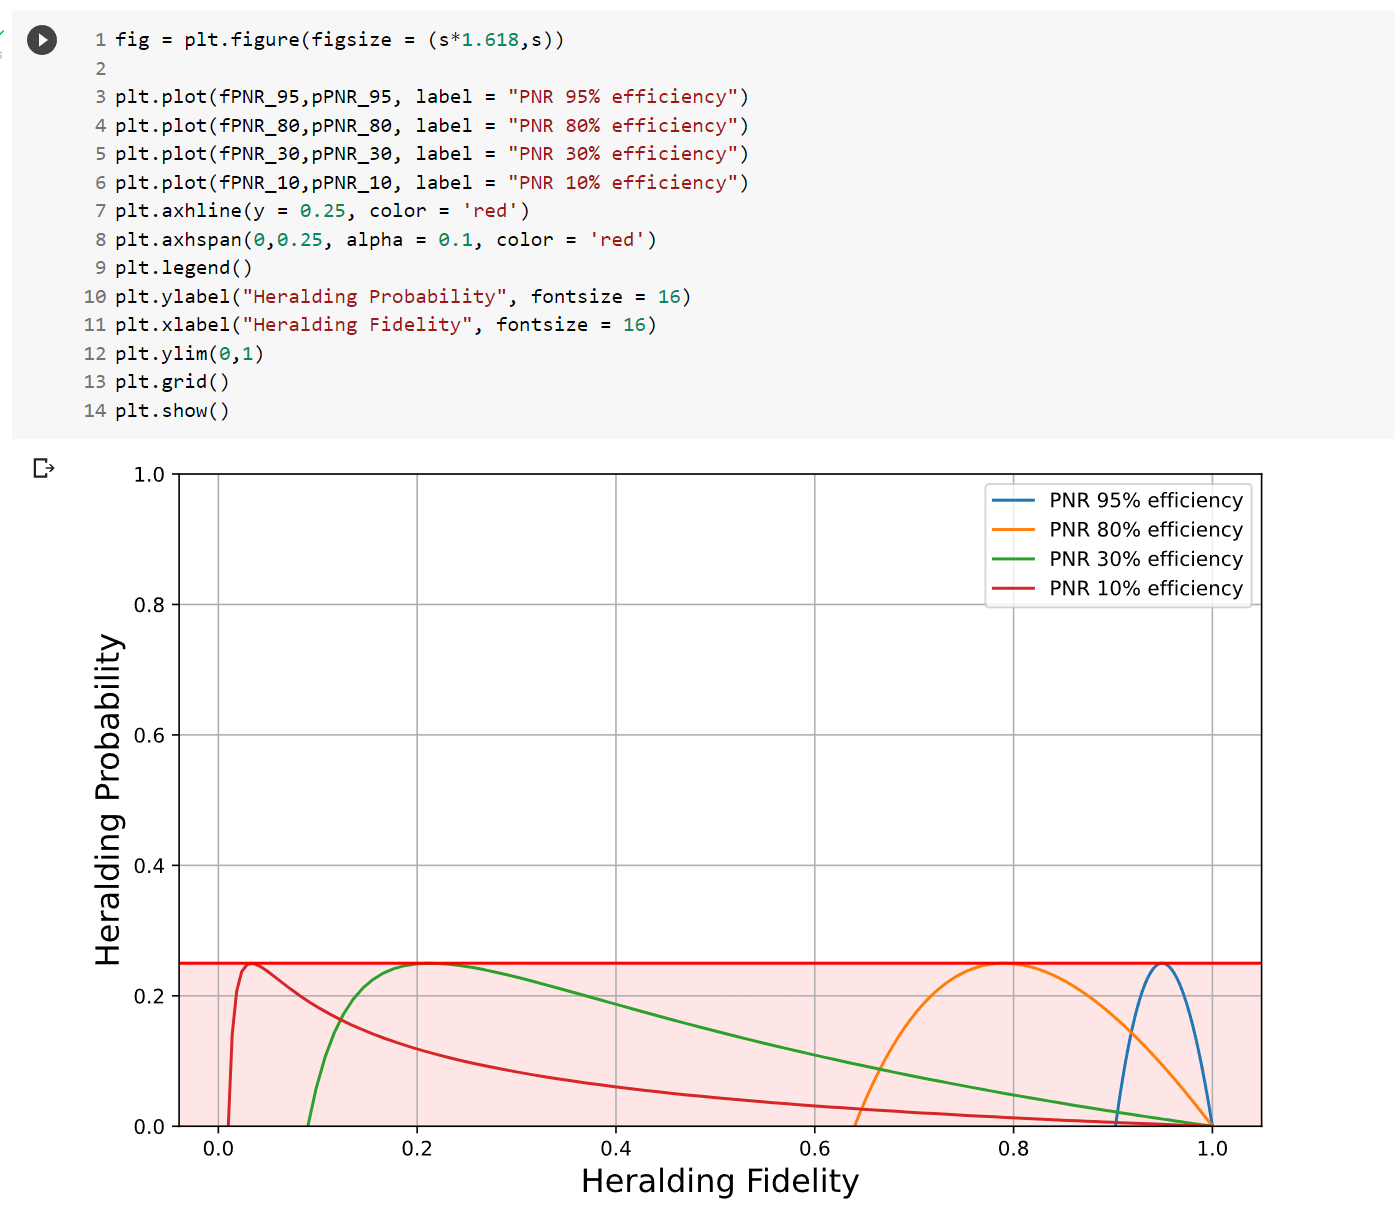 1 fig = plt.figure(figsize = (s*1.618,s))
2
3 plt.plot(fPNR_95,pPNR_95, label = "PNR 95% efficiency")
4 plt.plot(fPNR_80,pPNR_80, label = "PNR 80% efficiency")
5 plt.plot(fPNR_30,pPNR_30, label = "PNR 30% efficiency")
6 plt.plot(fPNR_10,pPNR_10, label = "PNR 10% efficiency")
7 plt.axhline(y = 0.25, color = 'red')
8 plt.axhspan(0,0.25, alpha = 0.1, color = 'red')
9 plt.legend()
10 plt.ylabel("Heralding Probability", fontsize = 16)
11 plt.xlabel("Heralding Fidelity", fontsize = 16)
12 plt.ylim(0,1)
13 plt.grid()
14 plt.show()
1.0
PNR 95% efficiency
PNR 80% efficiency
PNR 30% efficiency
PNR 10% efficiency
0.8
0.6
0.4
0.2
0.0
Heralding Probability
0.0 0.2 0.4 0.6 0.8 1.0
Heralding Fidelity